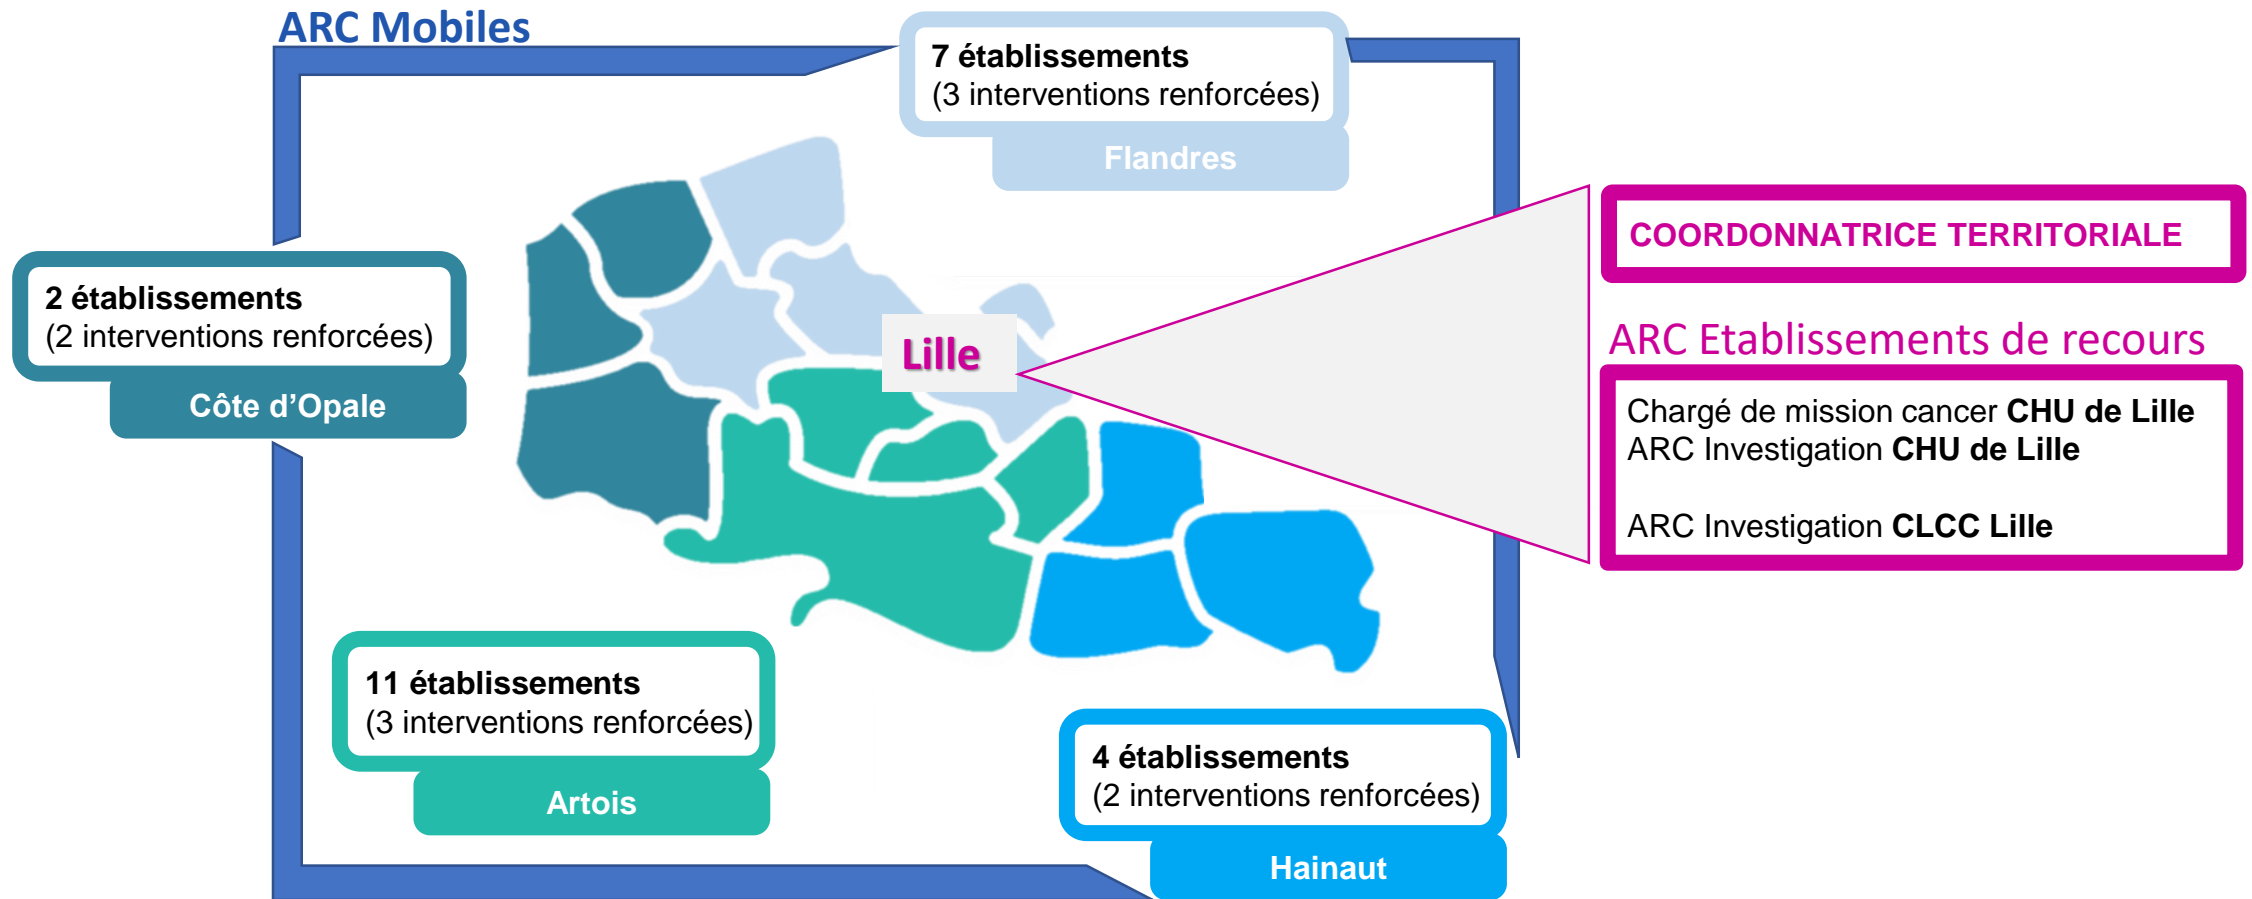 ARC Mobiles
7 établissements
(3 interventions renforcées)
Flandres
2 établissements
(2 interventions renforcées)
Côte d’Opale
Lille
COORDONNATRICE TERRITORIALE
ARC Etablissements de recours
Chargé de mission cancer CHU de Lille
ARC Investigation CHU de Lille
ARC Investigation CLCC Lille
11 établissements
(3 interventions renforcées)
Artois
4 établissements
(2 interventions renforcées)
Hainaut